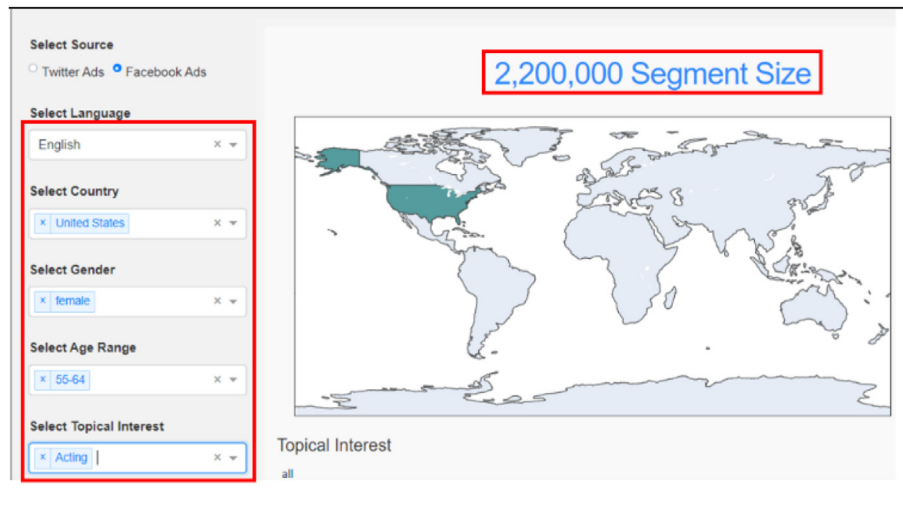 Select Source
Twitter Ads Facebook Ads
2,200,000 Segment Size
Select Language
English × 
Select Country
× United States ×
Select Gender
× female ×
Select Age Range
× 55-64 ×
Select Topical Interest
× Acting ×
Topical Interest
all